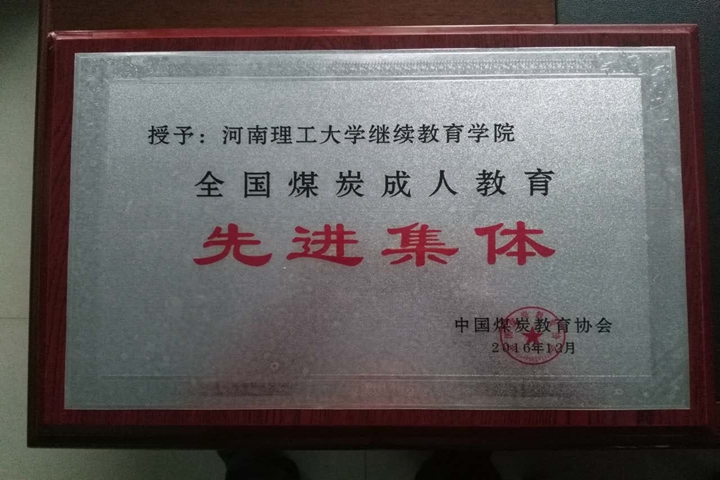 授予：河南理工大学继续教育学院
全国煤炭成人教育
先进集体
中国煤炭教育协会
2016年12月